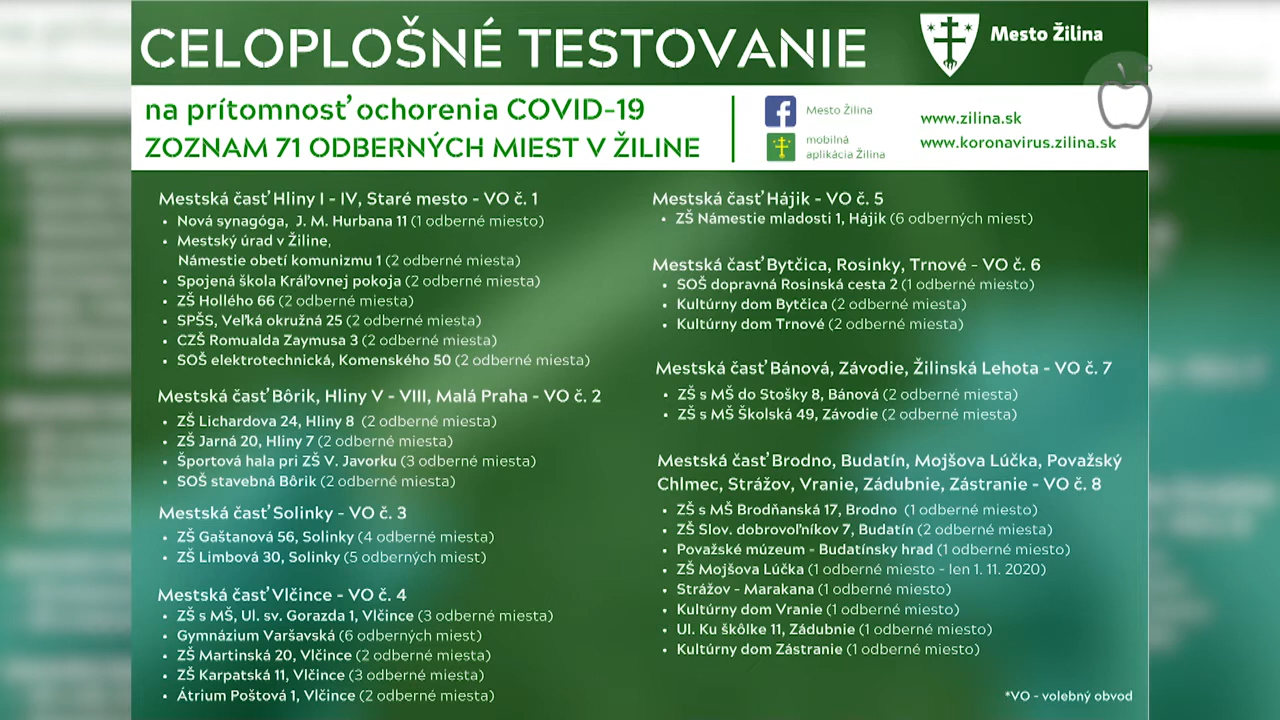 CELOPLOŠNÉ TESTOVANIE
Mesto Žilina
na prítomnosť ochorenia COVID-19
ZOZNAM 71 ODBERNÝCH MIEST V ŽILINE
Mesto Žilina
mobilná
aplikácia Žilina
www.zilina.sk
www.koronavirus.zilina.sk
Mestská časť Hliny I - IV, Staré mesto - VO č. 1
• Nová synagóga, J. M. Hurbana 11 (1 odberné miesto)
• Mestský úrad v Žiline,
Námestie obetí komunizmu 1 (2 odberné miesta)
• Spojená škola Kráľovnej pokoja (2 odberné miesta)
• ZŠ Hollého 66 (2 odberné miesta)
• SPŠS, Veľká okružná 25 (2 odberné miesta)
• CZŠ Romualda Zaymusa 3 (2 odberné miesta)
• SOŠ elektrotechnická, Komenského 50 (2 odberné miesta)
Mestská časť Bôrik, Hliny V - VIII, Malá Praha - VO č. 2
• ZŠ Lichardova 24, Hliny 8 (2 odberné miesta)
• ZŠ Jarná 20, Hliny 7 (2 odberné miesta)
• Športová hala pri ZŠ V. Javorku (3 odberné miesta)
• SOŠ stavebná Bôrik (2 odberné miesta)
Mestská časť Solinky - VO č. 3
• ZŠ Gaštanová 56, Solinky (4 odberné miesta)
• ZŠ Limbová 30, Solinky (5 odberných miest)
Mestská časť Vlčince - VO č. 4
• ZŠ s MŠ, Ul. sv. Gorazda 1, Vlčince (3 odberné miesta)
• Gymnázium Varšavská (6 odberných miest)
• ZŠ Martinská 20, Vlčince (2 odberné miesta)
• ZŠ Karpatská 11, Vlčince (3 odberné miesta)
• Átrium Poštová 1, Vlčince (2 odberné miesta)
Mestská časť Hájik - VO č. 5
• ZŠ Námestie mladosti 1, Hájik (6 odberných miest)
Mestská časť Bytčica, Rosinky, Trnové - VO č. 6
• SOŠ dopravná Rosinská cesta 2 (1 odberné miesto)
• Kultúrny dom Bytčica (2 odberné miesta)
• Kultúrny dom Trnové (2 odberné miesta)
Mestská časť Bánová, Závodie, Žilinská Lehota - VO č. 7
• ZŠ s MŠ do Stošky 8, Bánová (2 odberné miesta)
• ZŠ s MŠ Školská 49, Závodie (2 odberné miesta)
Mestská časť Brodno, Budatín, Mojšova Lúčka, Považský
Chlmec, Strážov, Vranie, Zádubnie, Zástranie - VO č. 8
• ZŠ s MŠ Brodňanská 17, Brodno (1 odberné miesto)
• ZŠ Slov. dobrovoľníkov 7, Budatín (2 odberné miesta)
• Považské múzeum - Budatínsky hrad (1 odberné miesto)
• ZŠ Mojšova Lúčka (1 odberné miesto - len 1. 11. 2020)
• Strážov - Marakana (1 odberné miesto)
• Kultúrny dom Vranie (1 odberné miesto)
• Ul. Ku škôlke 11, Zádubnie (1 odberné miesto)
• Kultúrny dom Zástranie (1 odberné miesto)
*VO - volebný obvod